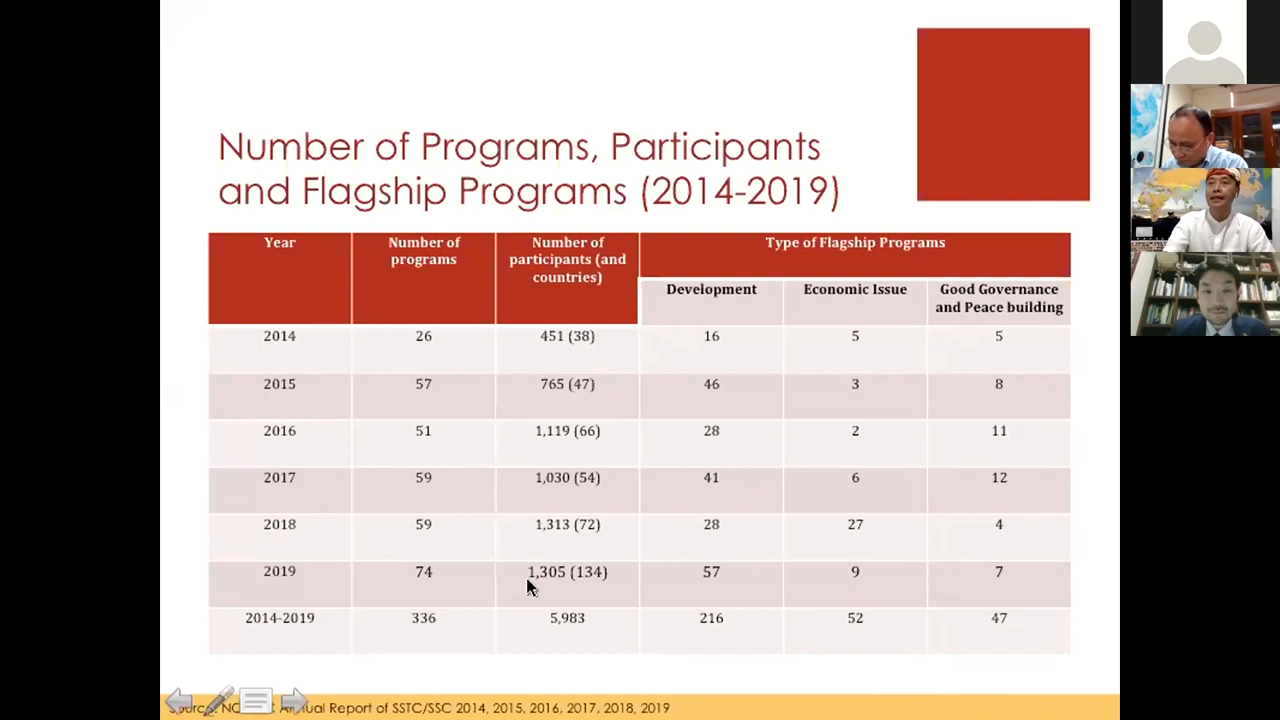 Number of Programs, Participants
and Flagship Programs (2014-2019)
Year
Number of
programs
Number of
participants (and
countries)
Type of Flagship Programs
Development
Economic Issue
Good Governance
and Peace building
2014 26 451 (38) 16 5 5
2015 57 765 (47) 46 3 8
2016 51 1,119 (66) 28 2 11
2017 59 1,030 (54) 41 6 12
2018 59 1,313 (72) 28 27 4
2019 74 1,305 (134) 57 9 7
2014-2019 336 5,983 216 52 47
Annual Report of SSTC/SSC 2014, 2015, 2016, 2017, 2018, 2019